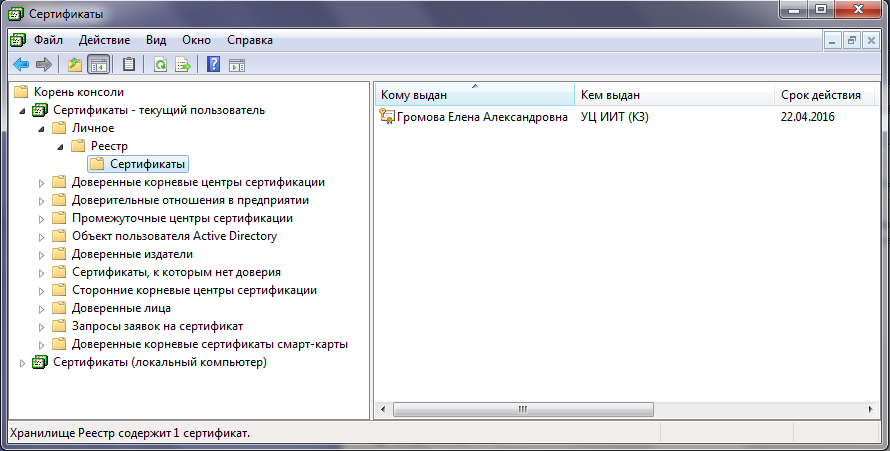 Сертификаты
Файл Действие Вид Окно Справка
Корень консоли
Сертификаты - текущий пользователь
Личное
Реестр
Сертификаты
Доверенные корневые центры сертификации
Доверительные отношения в предприятии
Промежуточные центры сертификации
Объект пользователя Active Directory
Доверенные издатели
Сертификаты, к которым нет доверия
Сторонние корневые центры сертификации
Доверенные лица
Запросы заявок на сертификат
Доверенные корневые сертификаты смарт-карты
Сертификаты (локальный компьютер)
Кому выдан Кем выдан Срок действия
Громова Елена Александровна УЦ ИИТ (К3) 22.04.2016
Хранилище Реестр содержит 1 сертификат.